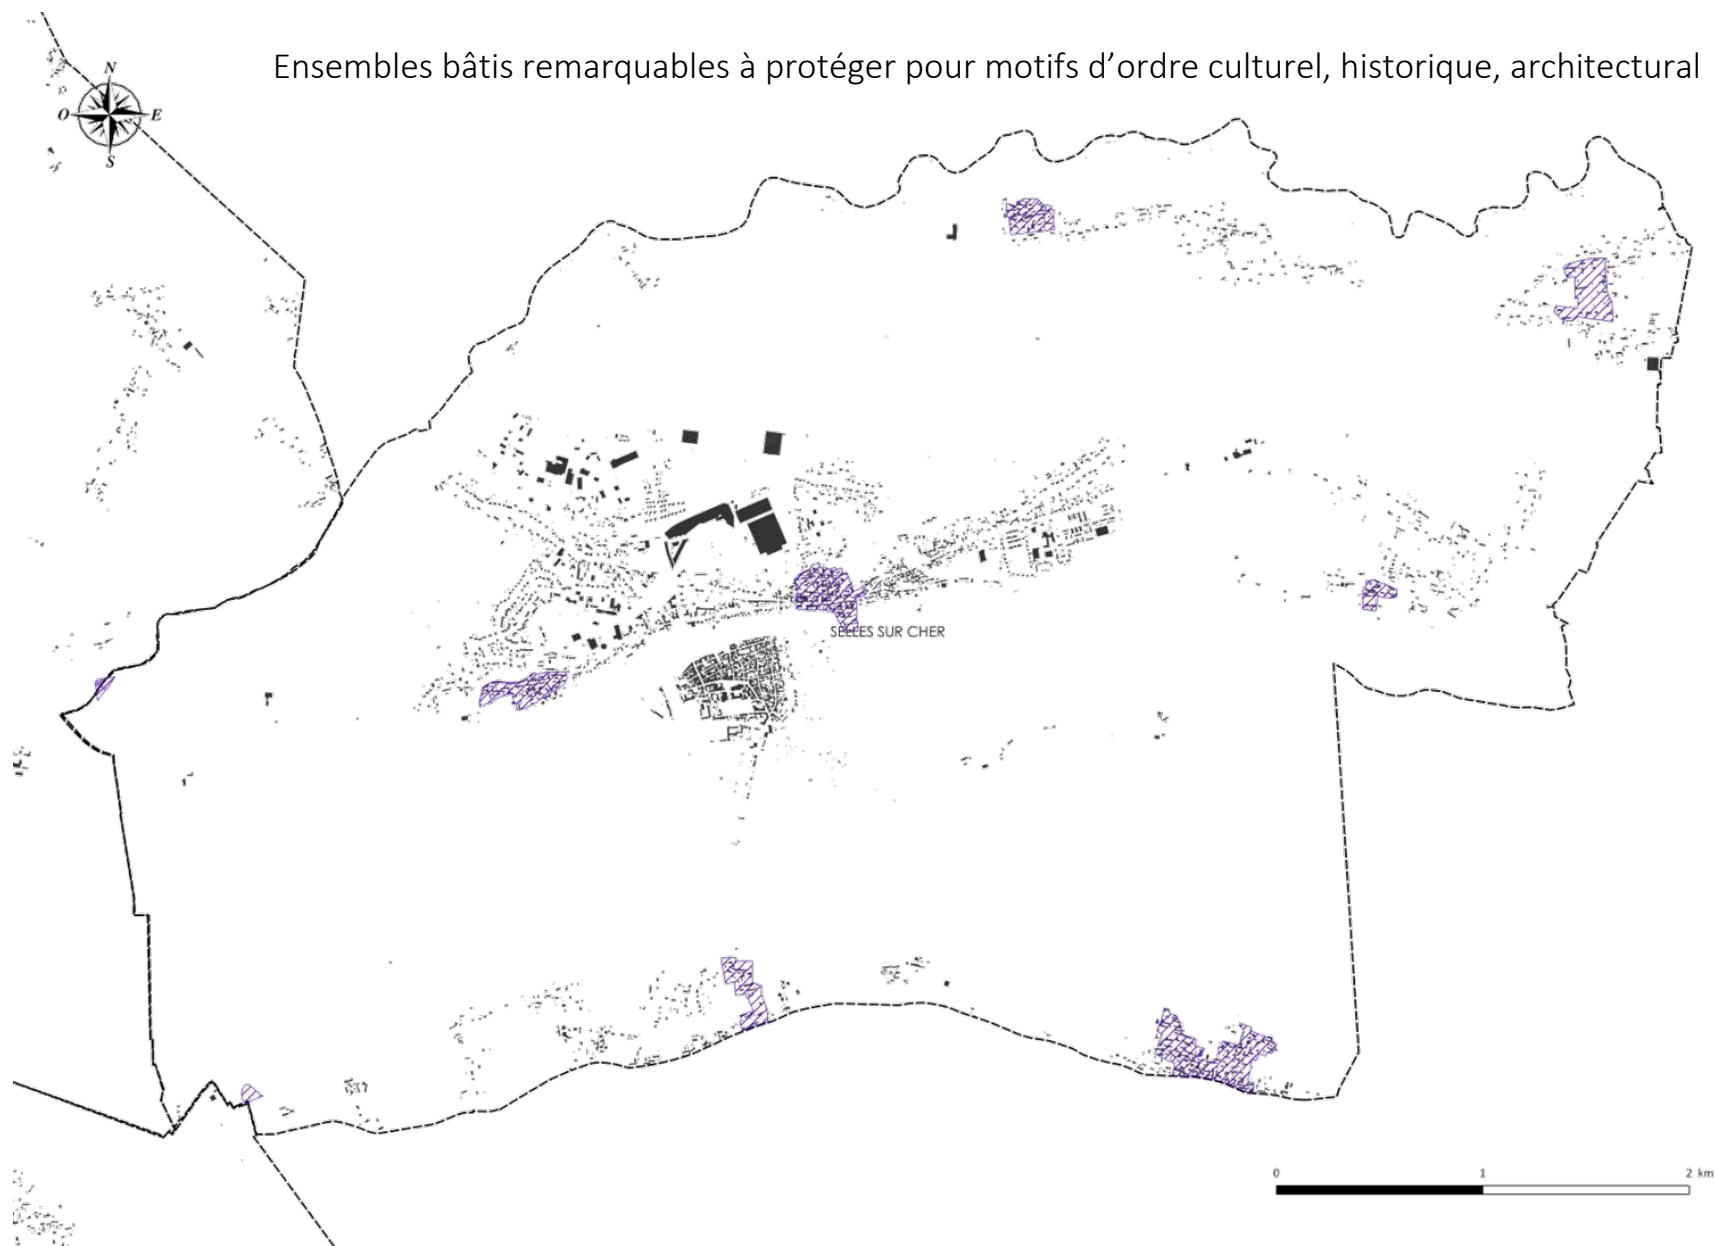 Ensembles bâtis remarquables à protéger pour motifs d’ordre culturel, historique, architectural
N
O E
S
SELLES SUR CHER
0 1 2 km